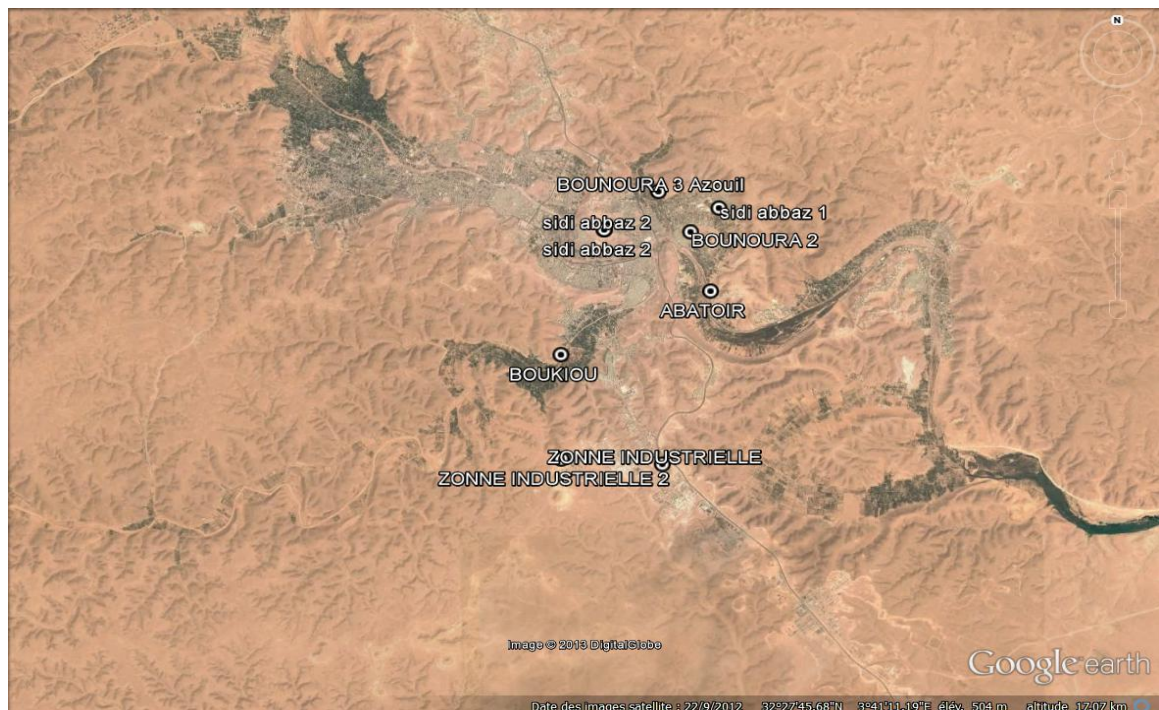 N
BOUNOURA 3 Azouil
sidi abbaz 1
sidi abbaz 2
BOUNOURA 2
sidi abbaz 2
ABATOIR
BOUKIOU
ZONNE INDUSTRIELLE
ZONNE INDUSTRIELLE 2
Image © 2013 DigitalGlobe
Google earth
Date des images satellite : 22/9/2012 32°27'45.68"N 3°41'11.19"E élév. 504 m altitude 17.07 km